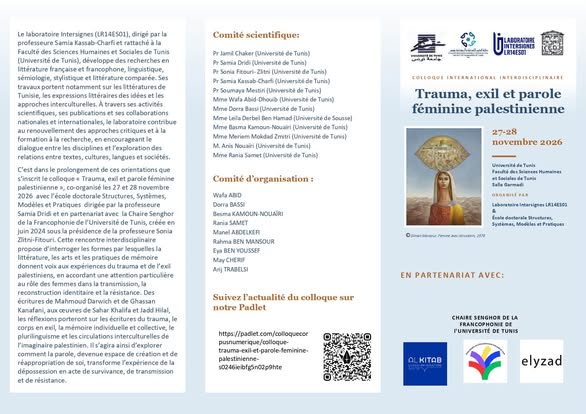 Le laboratoire Intersignes (LR14ES01), dirigé par la
professeure Samia Kassab-Charfi et rattaché à la
Faculté des Sciences Humaines et Sociales de Tunis
(Université de Tunis), développe des recherches en
littérature française et francophone, linguistique,
sémiologie, stylistique et littérature comparée. Ses
travaux portent notamment sur les littératures de
Tunisie, les expressions littéraires des idées et les
approches interculturelles. À travers ses activités
scientifiques, ses publications et ses collaborations
nationales et internationales, le laboratoire contribue
au renouvellement des approches critiques et à la
formation à la recherche, en encourageant le
dialogue entre les disciplines et l'exploration des
relations entre textes, cultures, langues et sociétés.
C'est dans le prolongement de ces orientations que
s'inscrit le colloque « Trauma, exil et parole féminine
palestinienne », co-organisé les 27 et 28 novembre
2026 avec l'école doctorale Structures, Systèmes,
Modèles et Pratiques dirigée par la professeure
Samia Dridi et en partenariat avec la Chaire Senghor
de la Francophonie de l'Université de Tunis, créée en
juin 2024 sous la présidence de la professeure Sonia
Zlitni-Fitouri. Cette rencontre interdisciplinaire
propose d'interroger les formes par lesquelles la
littérature, les arts et les pratiques de mémoire
donnent voix aux expériences du trauma et de l'exil
palestiniens, en accordant une attention particulière
au rôle des femmes dans la transmission, la
reconstruction identitaire et la résistance. Des
écritures de Mahmoud Darwich et de Ghassan
Kanafani, aux œuvres de Sahar Khalifa et Jadd Hilal,
les réflexions porteront sur les écritures du trauma, le
corps en exil, la mémoire individuelle et collective, le
plurilinguisme et les circulations interculturelles de
l'imaginaire palestinien. Il s'agira ainsi d'explorer
comment la parole, devenue espace de création et de
réappropriation de soi, transforme l'expérience de la
dépossession en acte de survivance, de transmission
et de résistance.
Comité scientifique:
Pr Jamil Chaker (Université de Tunis)
Pr Samia Dridi (Université de Tunis)
Pr Sonia Fitouri- Zlitni (Université de Tunis)
Pr Samia Kassab-Charfi (Université de Tunis)
Pr Soumaya Mestiri (Université de Tunis)
Mme Wafa Abid-Dhouib (Université de Tunis)
Mme Dorra Bassi (Université de Tunis)
Mme Leila Derbel Ben Hamad (Université de Sousse)
Mme Basma Kamoun-Nouairi (Université de Tunis)
Mme Meriem Mokdad Zmitri (Université de Tunis)
M. Anis Nouairi (Université de Tunis)
Mme Rania Samet (Université de Tunis)
Comité d'organisation :
Wafa ABID
Dorra BASSI
Besma KAMOUN-NOUAÏRI
Rania SAMET
Manel ABDELKEFI
Rahma BEN MANSOUR
Eya BEN YOUSSEF
May CHERIF
Arij TRABELSI
Suivez l'actualité du colloque sur
notre Padlet
https://padlet.com/colloquecor
pusnumerique/colloque-
trauma-exil-et-parole-feminine-
palestinienne-
s0246ieibfg5n02p9hte
LABORATOIRE
INTERSIGNES
LR14ES01
COLLOQUE INTERNATIONAL INTERDISCIPLINAIRE
Trauma, exil et parole
féminine palestinienne
27-28
novembre 2026
Université de Tunis
Faculté des Sciences Humaines
et Sociales de Tunis
Salle Garmadi
ORGANISÉ PAR
Laboratoire Intersignes LR14ES01
&
École doctorale Structures,
Systèmes, Modèles et Pratiques
EN PARTENARIAT AVEC:
CHAIRE SENGHOR DE LA
FRANCOPHONIE DE
L'UNIVERSITÉ DE TUNIS
AL KITAB
elyzad